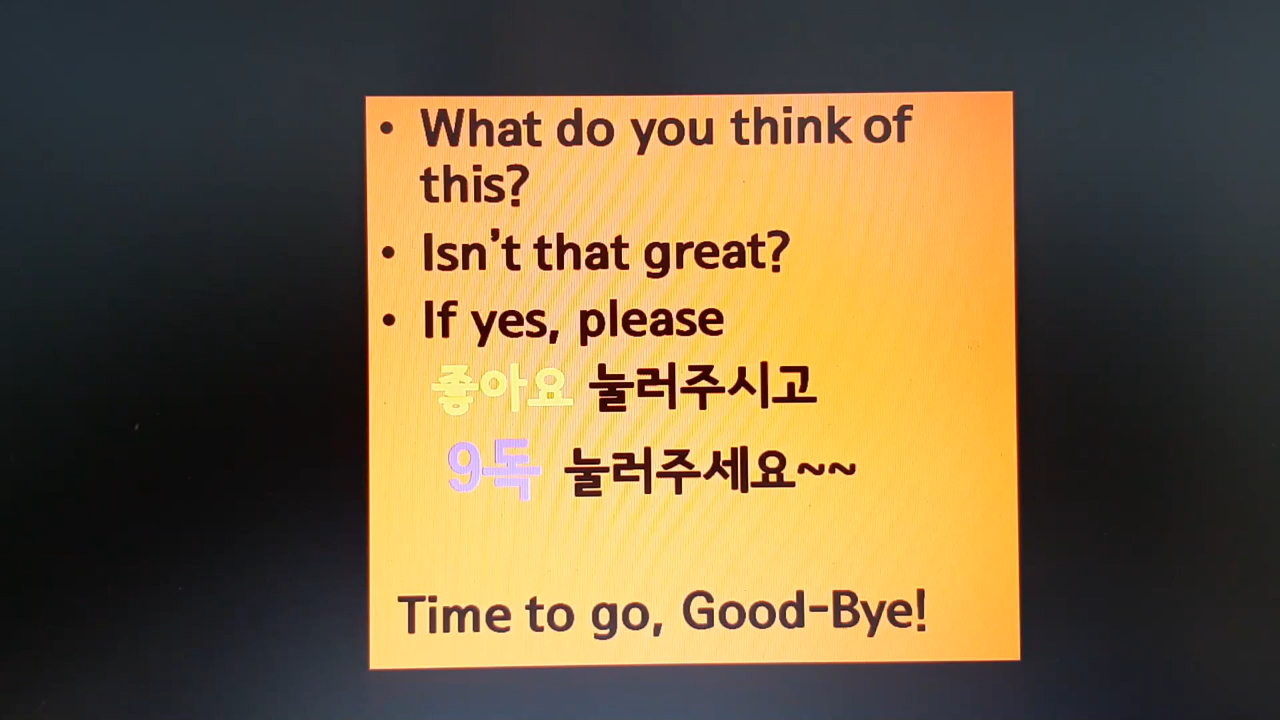 • What do you think of
this?
• Isn't that great?
• If yes, please
좋아요 눌러주시고
9독 눌러주세요~~
Time to go, Good-Bye!